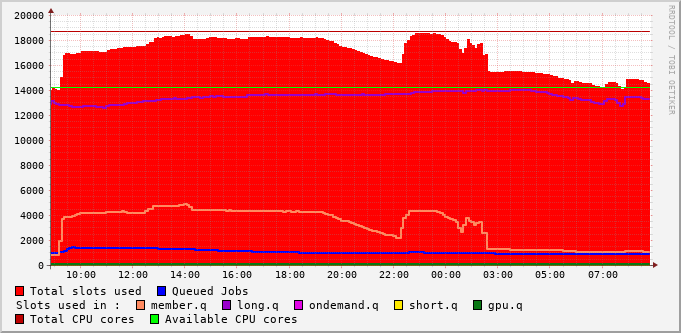 20000
18000
16000
14000
12000
10000
8000
6000
4000
2000
0
10:00 12:00 14:00 16:00 18:00 20:00 22:00 00:00 03:00 05:00 07:00
Total slots used Queued Jobs
Slots used in : member.q long.q ondemand.q short.q gpu.q
Total CPU cores Available CPU cores
RRDTOOL / TOBI OETIKER